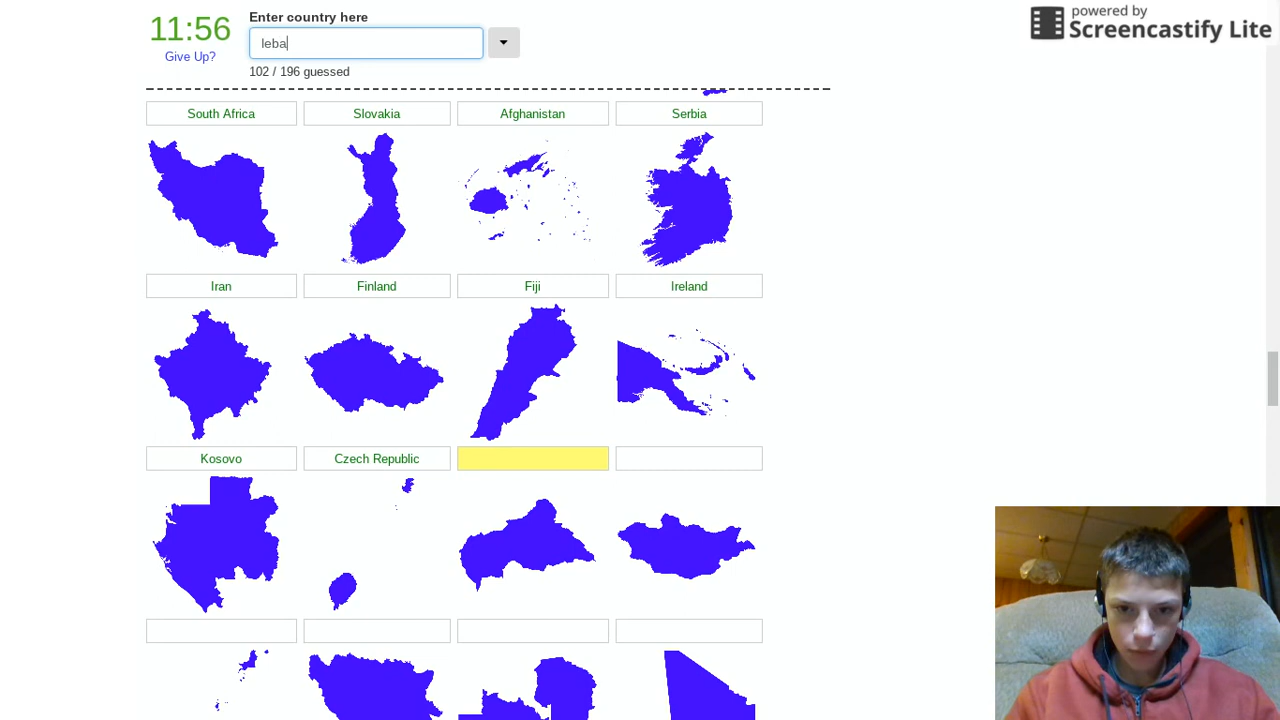 11:56
Give Up?
Enter country here
leba
102 / 196 guessed
powered by
Screencastify Lite
South Africa
Slovakia
Afghanistan
Serbia
Iran
Finland
Fiji
Ireland
Kosovo
Czech Republic